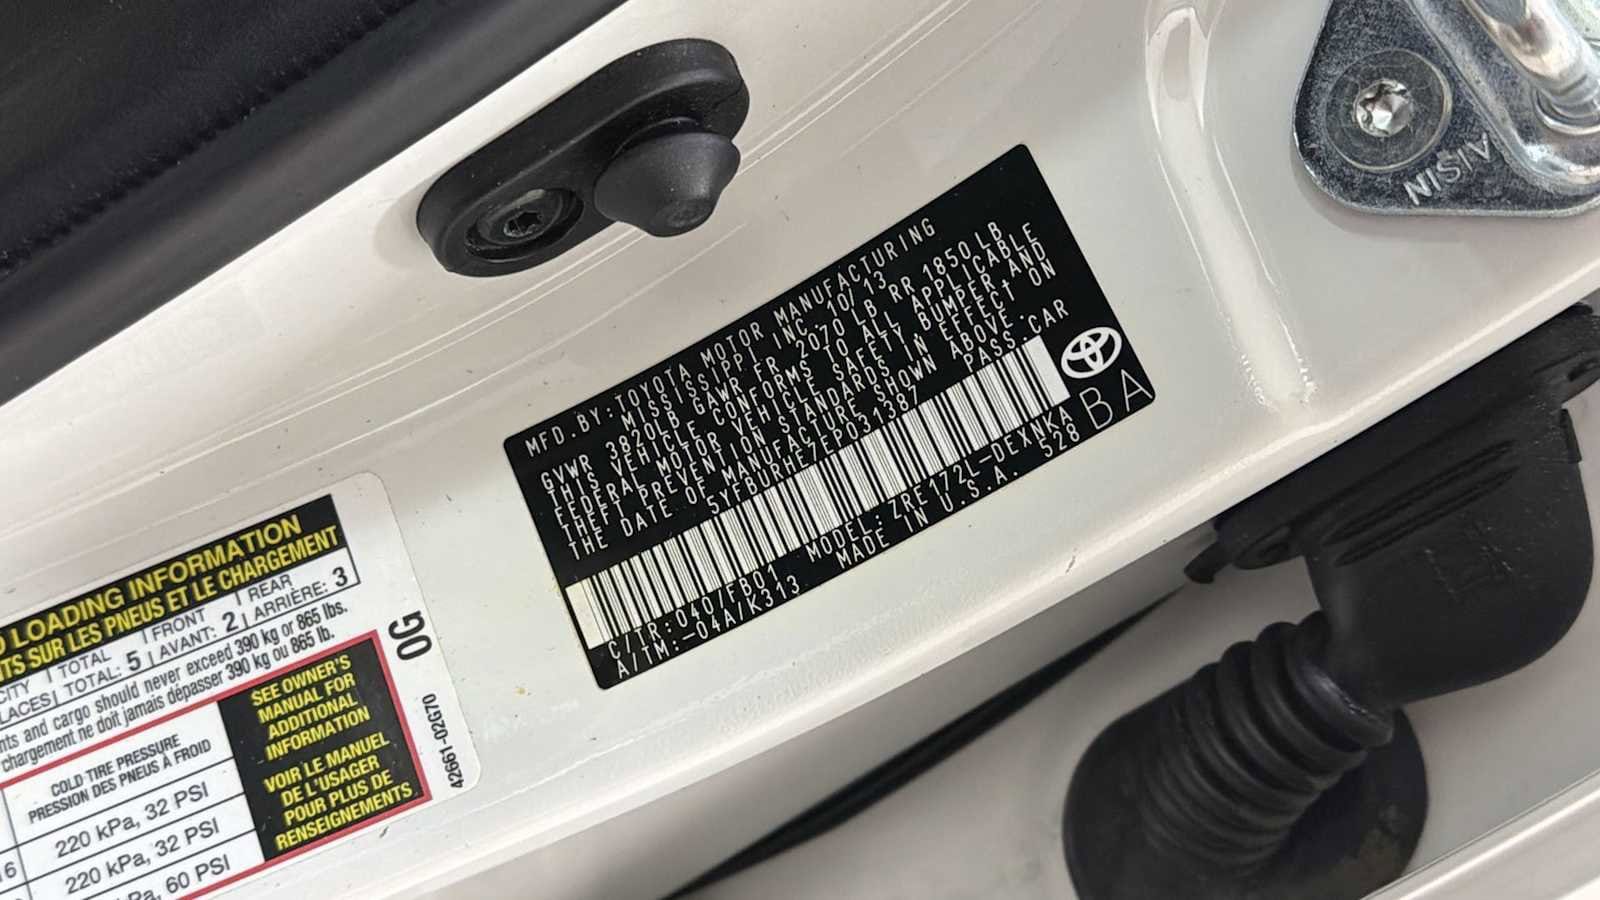 MFD.BY:TOYOTA MOTOR MANUFACTURING
MISSISSIPPI INC. 10/13
GVWR 3820LB GAWR FR 2070 LB RR 1850 LB
THIS VEHICLE CONFORMS TO ALL APPLICABLE
FEDERAL MOTOR VEHICLE SAFETY BUMPER AND
THEFT PREVENTION STANDARDS IN EFFECT ON
THE DATE OF MANUFACTURE SHOWN ABOVE.
5YFBURHE7EP031387 PASS.CAR
C/TR:040/FB01 MODEL:ZRE172L-DEXNKA
A/TM:-04A/K313 MADE IN U.S.A. 528
BA
AISIN
LOADING INFORMATION
SUR LES PNEUS ET LE CHARGEMENT
TOTAL FRONT REAR
TOTAL: 5 AVANT: 2 ARRIÈRE: 3
and cargo should never exceed 390 kg or 865 lbs.
chargement ne doit jamais dépasser 390 kg ou 865 lb.
COLD TIRE PRESSURE
PRESSION DES PNEUS À FROID
220 kPa, 32 PSI
220 kPa, 32 PSI
60 PSI
SEE OWNER'S
MANUAL FOR
ADDITIONAL
INFORMATION
VOIR LE MANUEL
DE L'USAGER
POUR PLUS DE
RENSEIGNEMENTS
0G
42661-02G70